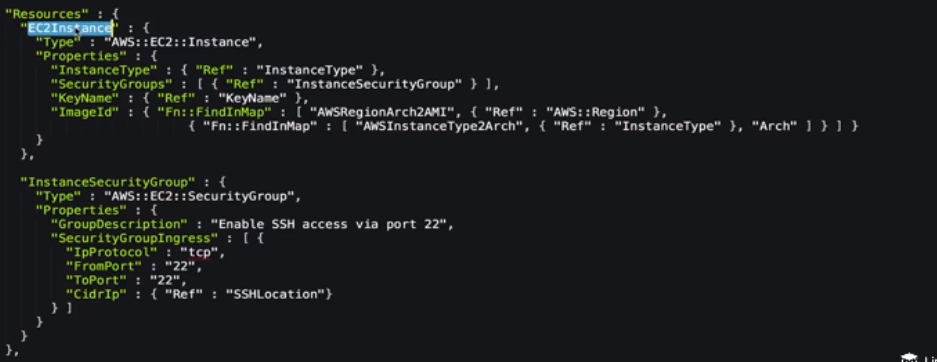 "Resources" : {
"EC2Instance" : {
"Type" : "AWS::EC2::Instance",
"Properties" : {
"InstanceType" : { "Ref" : "InstanceType" },
"SecurityGroups" : [ { "Ref" : "InstanceSecurityGroup" } ],
"KeyName" : { "Ref" : "KeyName" },
"ImageId" : { "Fn::FindInMap" : [ "AWSRegionArch2AMI", { "Ref" : "AWS::Region" },
{ "Fn::FindInMap" : [ "AWSInstanceType2Arch", { "Ref" : "InstanceType" }, "Arch" ] } ] }
}
},
"InstanceSecurityGroup" : {
"Type" : "AWS::EC2::SecurityGroup",
"Properties" : {
"GroupDescription" : "Enable SSH access via port 22",
"SecurityGroupIngress" : [ {
"IpProtocol" : "tcp",
"FromPort" : "22",
"ToPort" : "22",
"CidrIp" : { "Ref" : "SSHLocation"}
} ]
}
}
},